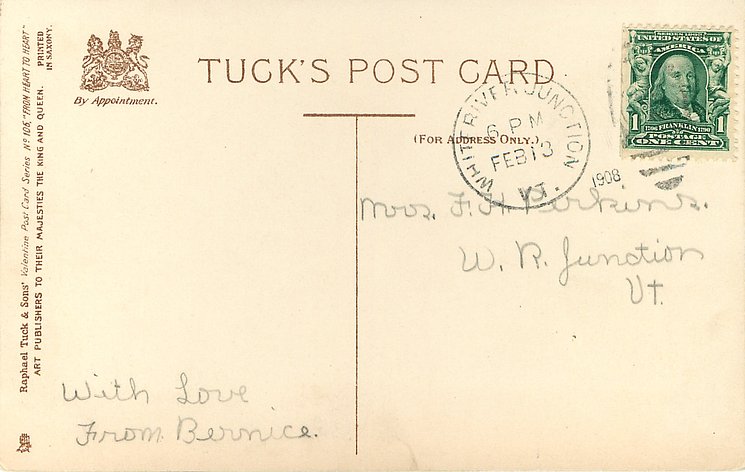 Raphael Tuck & Sons' Valentine Post Card Series No 106, "FROM HEART TO HEART"
ART PUBLISHERS TO THEIR MAJESTIES THE KING AND QUEEN.
PRINTED
IN SAXONY.
By Appointment.
TUCK'S POST CARD.
(FOR ADDRESS ONLY.)
WHITE RIVER JUNCTION
6 PM
FEB 13
1908
VT.
SERIES 1902
UNITED STATES OF
AMERICA
1 1706 FRANKLIN 1790 1
POSTAGE
ONE CENT
Mrs. F. H. Perkins.
W. R. Junction
Vt.
With Love
From Bernice.